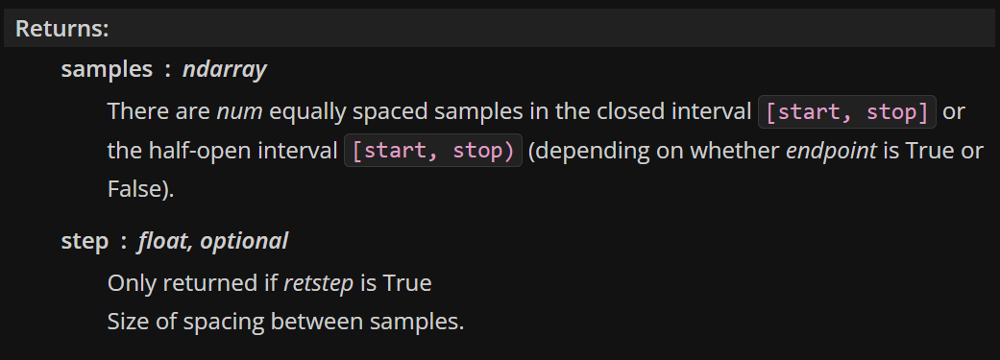 Returns:
samples : ndarray
There are num equally spaced samples in the closed interval [start, stop] or
the half-open interval [start, stop) (depending on whether endpoint is True or
False).
step : float, optional
Only returned if retstep is True
Size of spacing between samples.